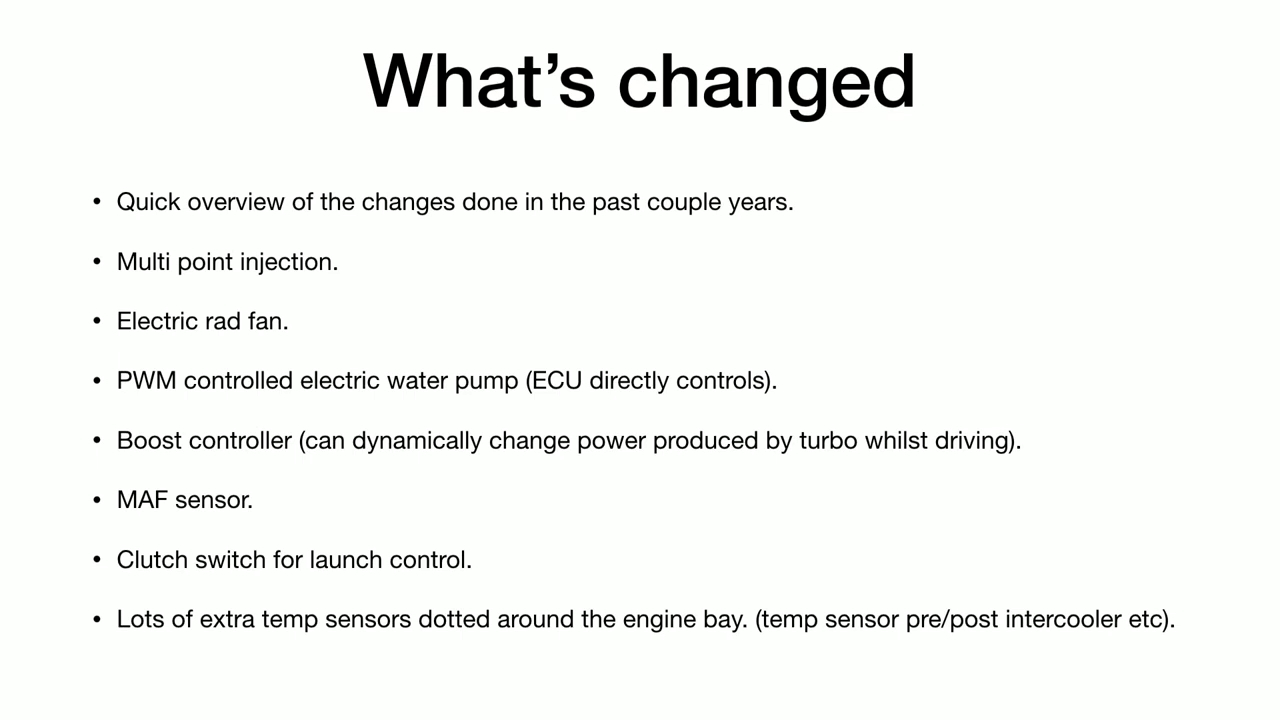 What’s changed
• Quick overview of the changes done in the past couple years.
• Multi point injection.
• Electric rad fan.
• PWM controlled electric water pump (ECU directly controls).
• Boost controller (can dynamically change power produced by turbo whilst driving).
• MAF sensor.
• Clutch switch for launch control.
• Lots of extra temp sensors dotted around the engine bay. (temp sensor pre/post intercooler etc).